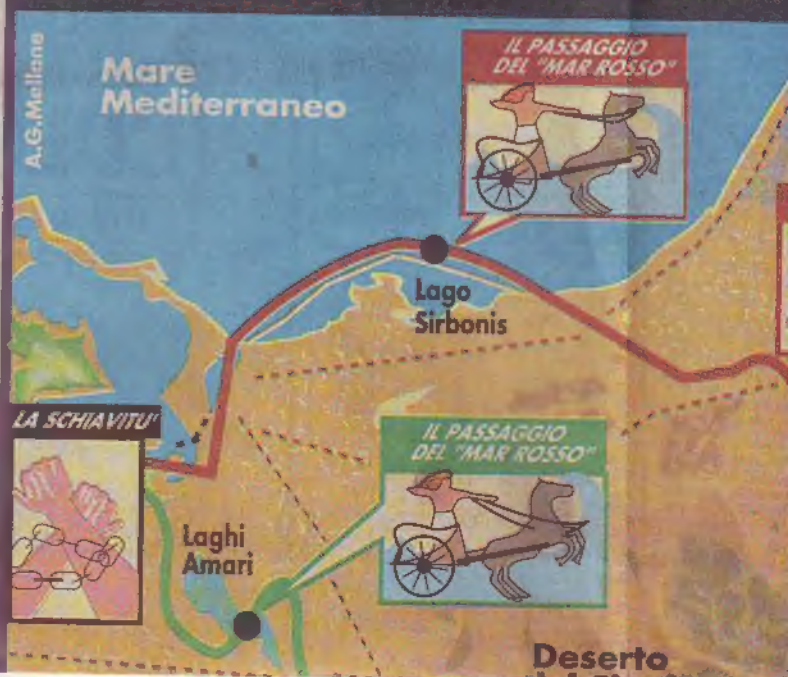 A.G.Mellano
Mare
Mediterraneo
IL PASSAGGIO
DEL "MAR ROSSO"
Lago
Sirbonis
LA SCHIAVITU'
IL PASSAGGIO
DEL "MAR ROSSO"
Laghi
Amari
Deserto